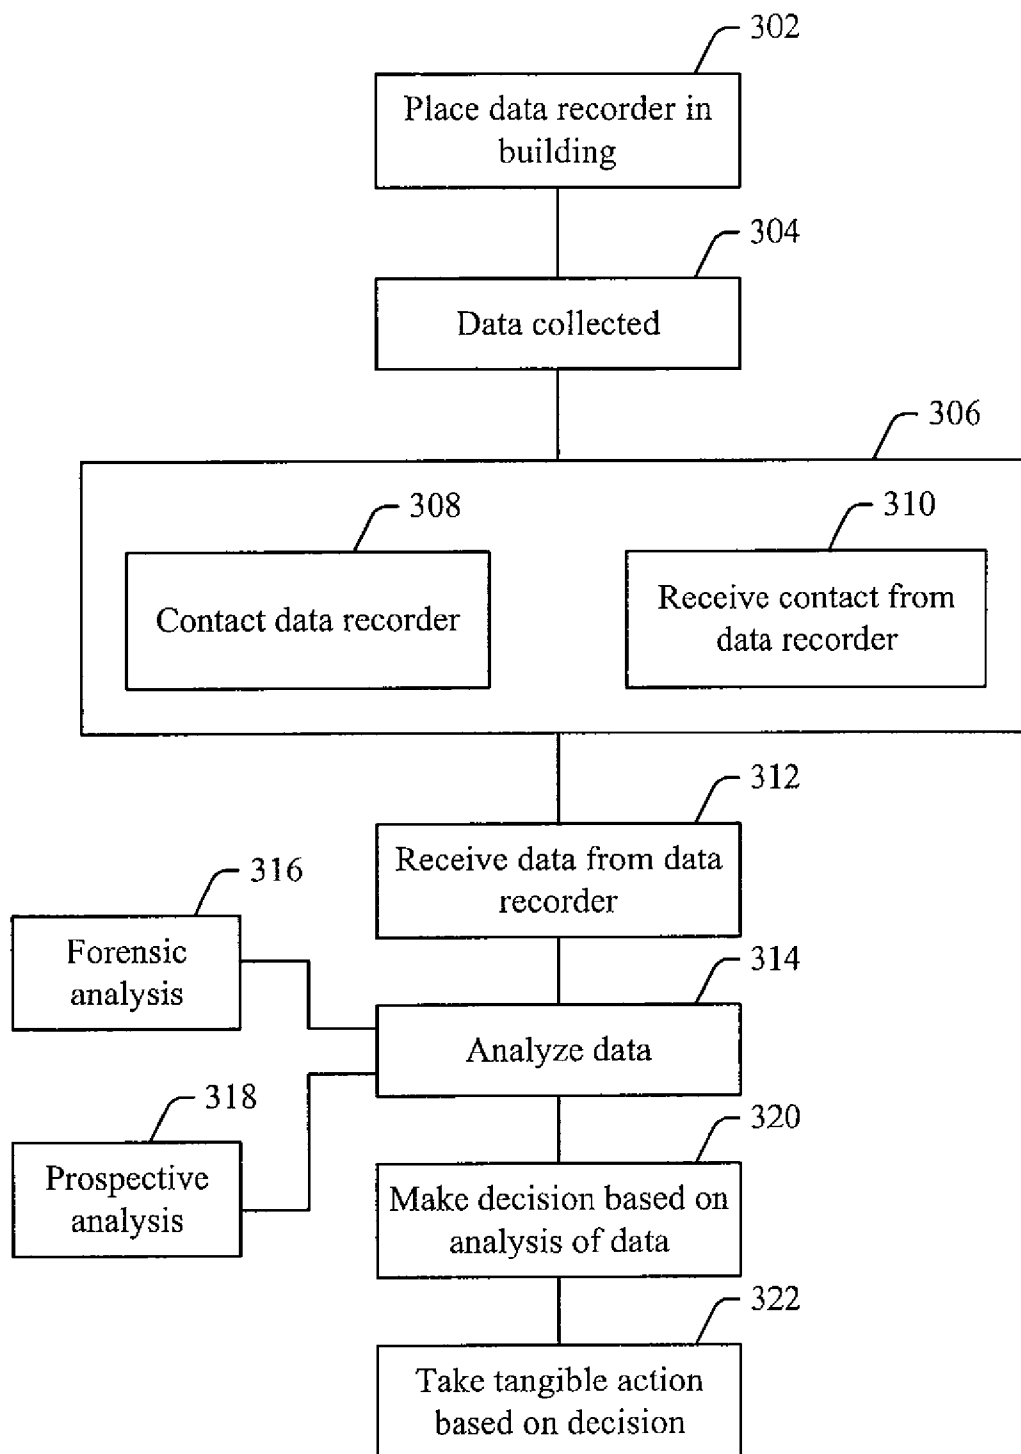 302
Place data recorder in
building
304
Data collected
306
308
Contact data recorder
310
Receive contact from
data recorder
312
Receive data from data
recorder
316
Forensic
analysis
314
Analyze data
318
Prospective
analysis
320
Make decision based on
analysis of data
322
Take tangible action
based on decision